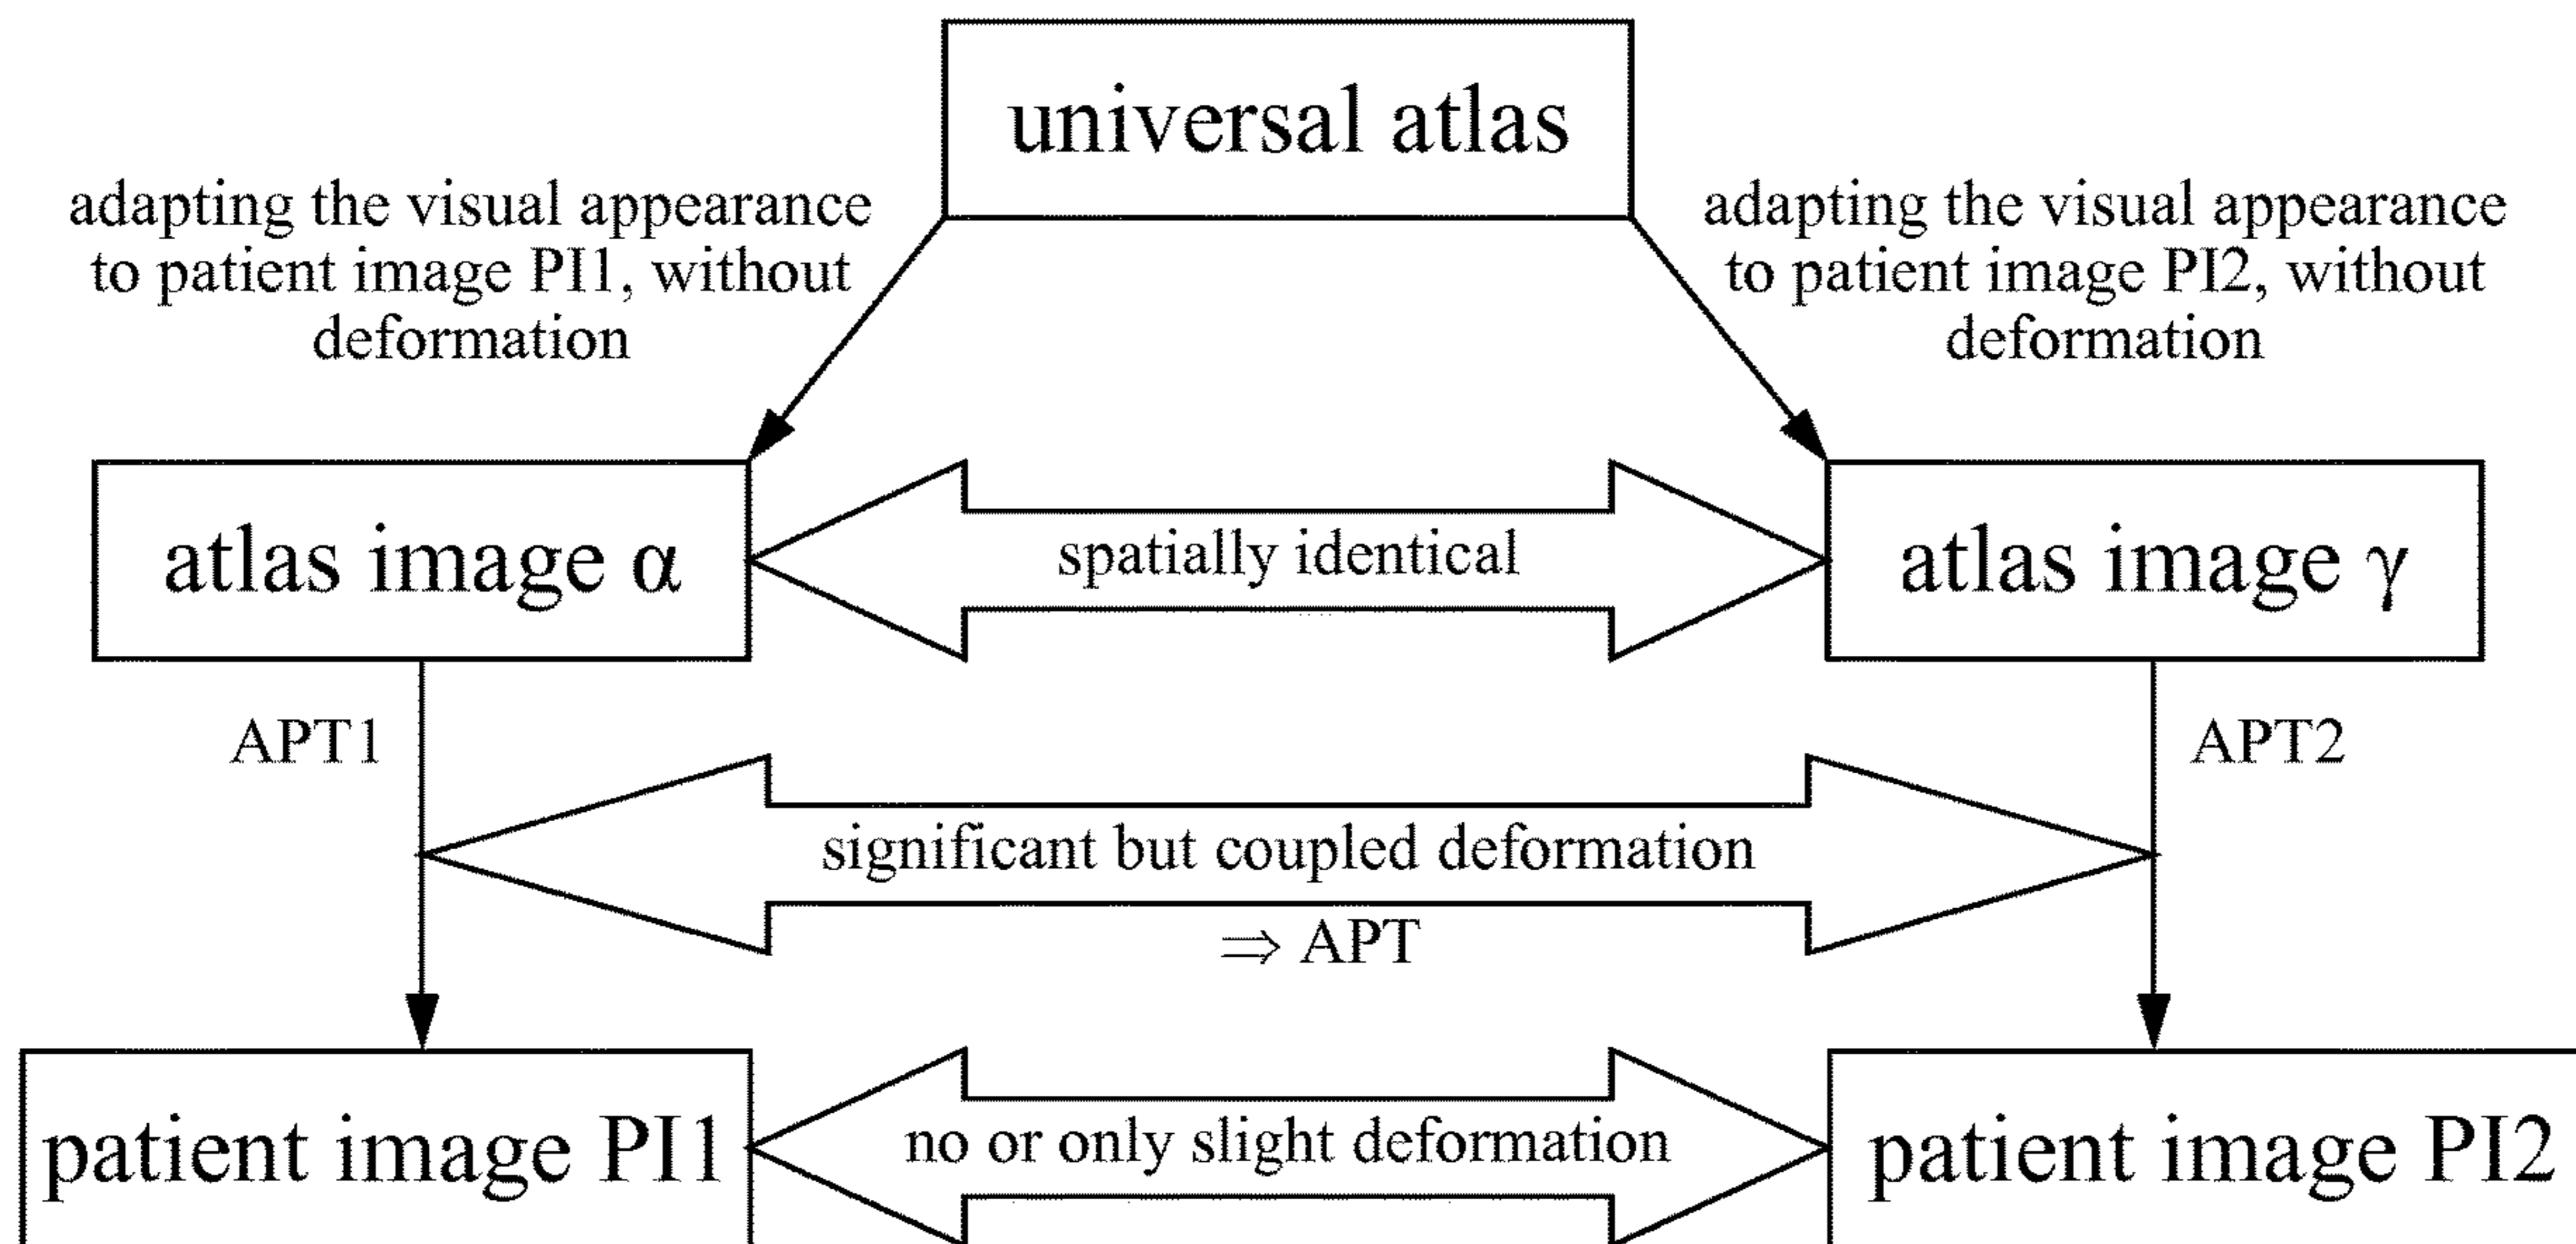 universal atlas
adapting the visual appearance
to patient image PI1, without
deformation
adapting the visual appearance
to patient image PI2, without
deformation
atlas image α
spatially identical
atlas image γ
APT1
APT2
significant but coupled deformation
⇒ APT
patient image PI1
no or only slight deformation
patient image PI2